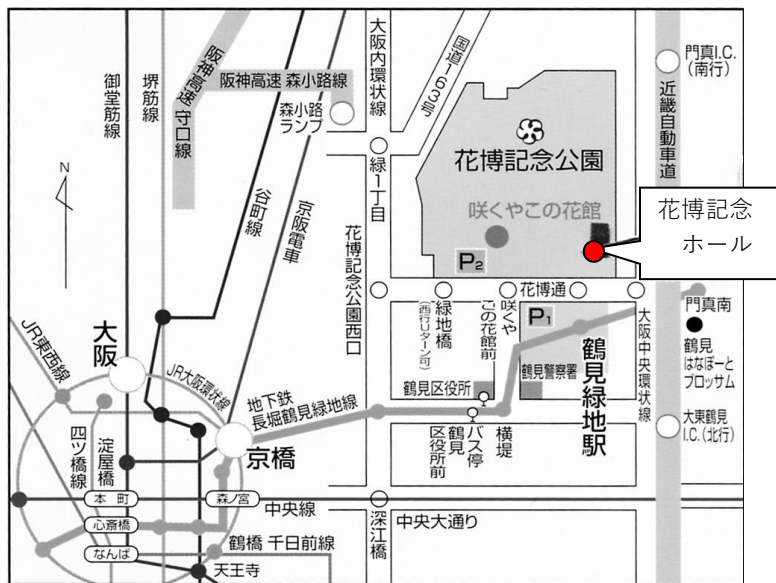 御堂筋線
堺筋線
阪神高速 守口線
阪神高速 森小路線
森小路
ランプ
大阪内環状線
国道163号
門真I.C.
(南行)
近畿自動車道
花博記念公園
緑1丁目
谷町線
京阪電車
咲くやこの花館
花博記念
ホール
N
P2
花博記念公園西口
花博通
緑地橋
(西行Uターン可)
咲くや
この花館前
P1
大阪中央環状線
門真南
鶴見
はなぽーと
ブロッサム
大阪
JR東西線
JR大阪環状線
地下鉄
長堀鶴見緑地線
鶴見区役所
鶴見警察署
鶴見緑地駅
京橋
四ツ橋線
淀屋橋
バス停
鶴見
区役所前
横堤
大東鶴見
I.C.(北行)
本町
森ノ宮
中央線
深江橋
中央大通り
心斎橋
なんば
鶴橋
千日前線
天王寺